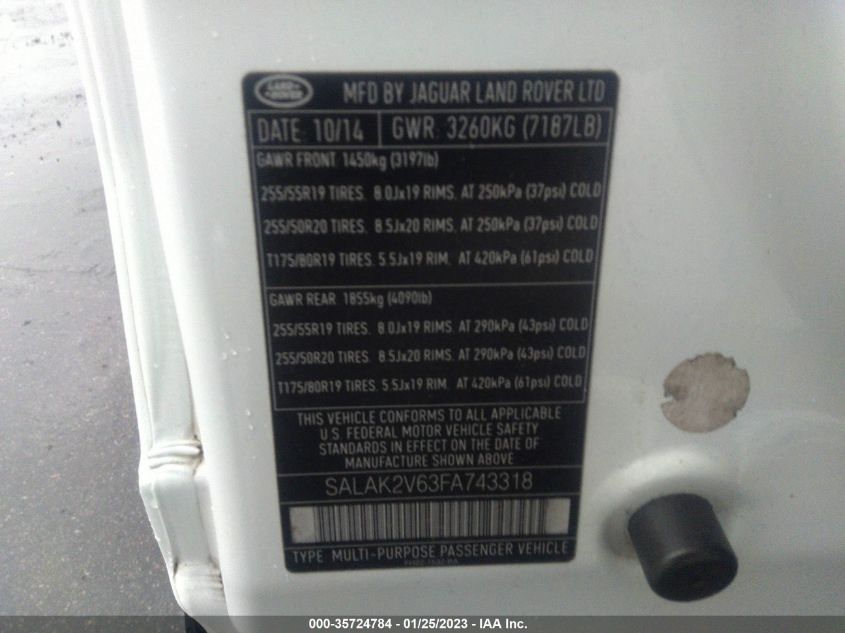 LAND ROVER
MFD BY JAGUAR LAND ROVER LTD
DATE: 10/14 GWR: 3260KG (7187LB)
GAWR FRONT 1450kg (3197lb)
255/55R19 TIRES. 8.0Jx19 RIMS. AT 250kPa (37psi) COLD
255/50R20 TIRES. 8.5Jx20 RIMS. AT 250kPa (37psi) COLD
T175/80R19 TIRES. 5.5Jx19 RIM. AT 420kPa (61psi) COLD
GAWR REAR 1855kg (4090lb)
255/55R19 TIRES. 8.0Jx19 RIMS. AT 290kPa (43psi) COLD
255/50R20 TIRES. 8.5Jx20 RIMS. AT 290kPa (43psi) COLD
T175/80R19 TIRES. 5.5Jx19 RIM. AT 420kPa (61psi) COLD
THIS VEHICLE CONFORMS TO ALL APPLICABLE
U.S. FEDERAL MOTOR VEHICLE SAFETY
STANDARDS IN EFFECT ON THE DATE OF
MANUFACTURE SHOWN ABOVE
SALAK2V63FA743318
TYPE MULTI-PURPOSE PASSENGER VEHICLE
000-35724784 - 01/25/2023 - IAA Inc.